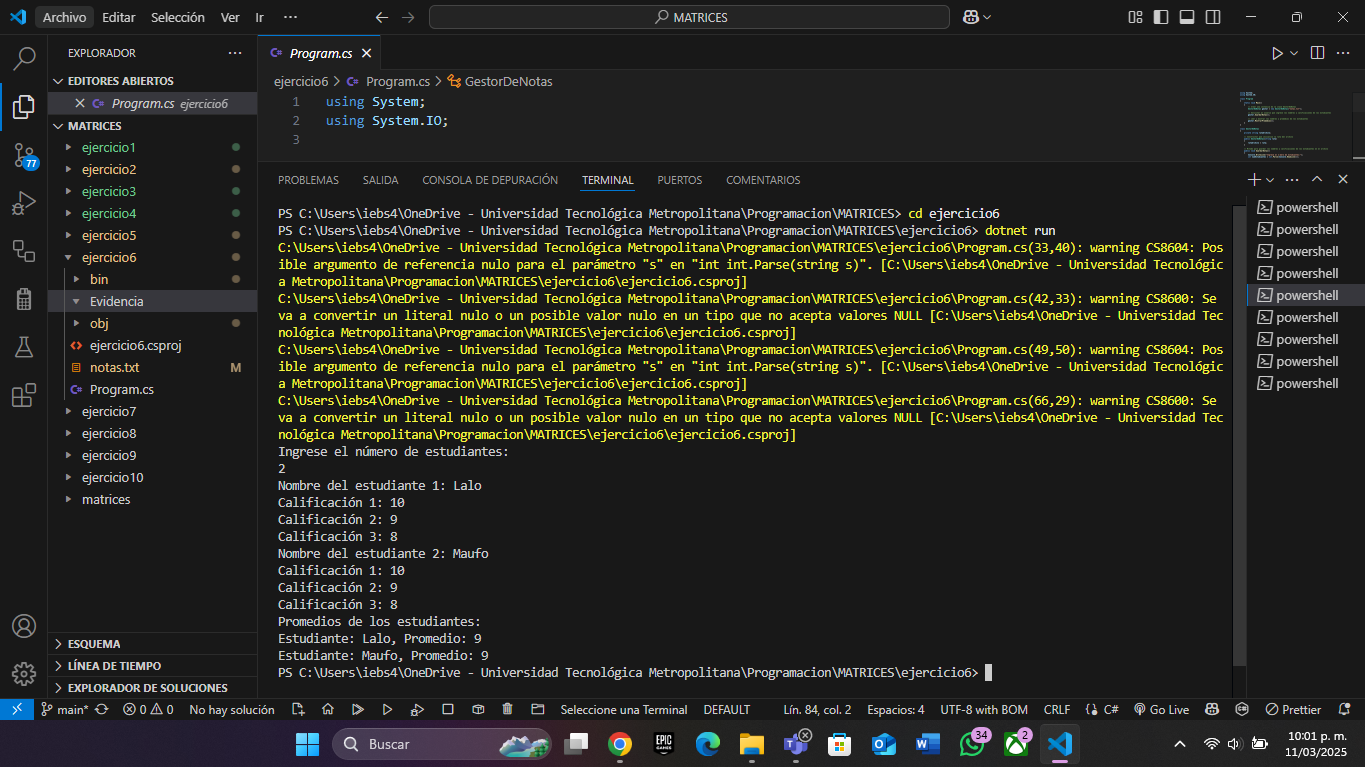 Archivo Editar Selección Ver Ir ··· MATRICES
EXPLORADOR ···
EDITORES ABIERTOS
Program.cs ejercicio6
MATRICES
ejercicio1
ejercicio2
ejercicio3
ejercicio4
ejercicio5
ejercicio6
bin
Evidencia
obj
ejercicio6.csproj
notas.txt M
Program.cs
ejercicio7
ejercicio8
ejercicio9
ejercicio10
matrices
ESQUEMA
LÍNEA DE TIEMPO
EXPLORADOR DE SOLUCIONES
77
C# Program.cs
ejercicio6 > C# Program.cs > GestorDeNotas
1 using System;
2 using System.IO;
3
PROBLEMAS SALIDA CONSOLA DE DEPURACIÓN TERMINAL PUERTOS COMENTARIOS
PS C:\Users\iebs4\OneDrive - Universidad Tecnológica Metropolitana\Programacion\MATRICES> cd ejercicio6
PS C:\Users\iebs4\OneDrive - Universidad Tecnológica Metropolitana\Programacion\MATRICES\ejercicio6> dotnet run
C:\Users\iebs4\OneDrive - Universidad Tecnológica Metropolitana\Programacion\MATRICES\ejercicio6\Program.cs(33,40): warning CS8604: Pos
ible argumento de referencia nulo para el parámetro "s" en "int int.Parse(string s)". [C:\Users\iebs4\OneDrive - Universidad Tecnológic
a Metropolitana\Programacion\MATRICES\ejercicio6\ejercicio6.csproj]
C:\Users\iebs4\OneDrive - Universidad Tecnológica Metropolitana\Programacion\MATRICES\ejercicio6\Program.cs(42,33): warning CS8600: Se
va a convertir un literal nulo o un posible valor nulo en un tipo que no acepta valores NULL [C:\Users\iebs4\OneDrive - Universidad Tec
nológica Metropolitana\Programacion\MATRICES\ejercicio6\ejercicio6.csproj]
C:\Users\iebs4\OneDrive - Universidad Tecnológica Metropolitana\Programacion\MATRICES\ejercicio6\Program.cs(49,50): warning CS8604: Pos
ible argumento de referencia nulo para el parámetro "s" en "int int.Parse(string s)". [C:\Users\iebs4\OneDrive - Universidad Tecnológic
a Metropolitana\Programacion\MATRICES\ejercicio6\ejercicio6.csproj]
C:\Users\iebs4\OneDrive - Universidad Tecnológica Metropolitana\Programacion\MATRICES\ejercicio6\Program.cs(66,29): warning CS8600: Se
va a convertir un literal nulo o un posible valor nulo en un tipo que no acepta valores NULL [C:\Users\iebs4\OneDrive - Universidad Tec
nológica Metropolitana\Programacion\MATRICES\ejercicio6\ejercicio6.csproj]
Ingrese el número de estudiantes:
2
Nombre del estudiante 1: Lalo
Calificación 1: 10
Calificación 2: 9
Calificación 3: 8
Nombre del estudiante 2: Maufo
Calificación 1: 10
Calificación 2: 9
Calificación 3: 8
Promedios de los estudiantes:
Estudiante: Lalo, Promedio: 9
Estudiante: Maufo, Promedio: 9
PS C:\Users\iebs4\OneDrive - Universidad Tecnológica Metropolitana\Programacion\MATRICES\ejercicio6>
powershell
powershell
powershell
powershell
powershell
powershell
powershell
powershell
powershell
main* 0 0 No hay solución Seleccione una Terminal DEFAULT Lín. 84, col. 2 Espacios: 4 UTF-8 with BOM CRLF C# Go Live Prettier
Buscar EPIC GAMES 34 2 10:01 p. m.
11/03/2025